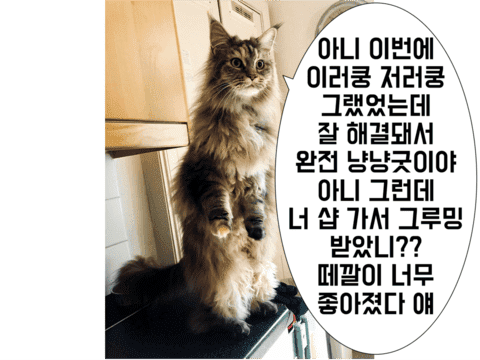 아니 이번에
이러쿵 저러쿵
그랬었는데
잘 해결돼서
완전 냥냥굿이야
아니 그런데
너 샵 가서 그루밍
받았니??
떼깔이 너무
좋아졌다 얘